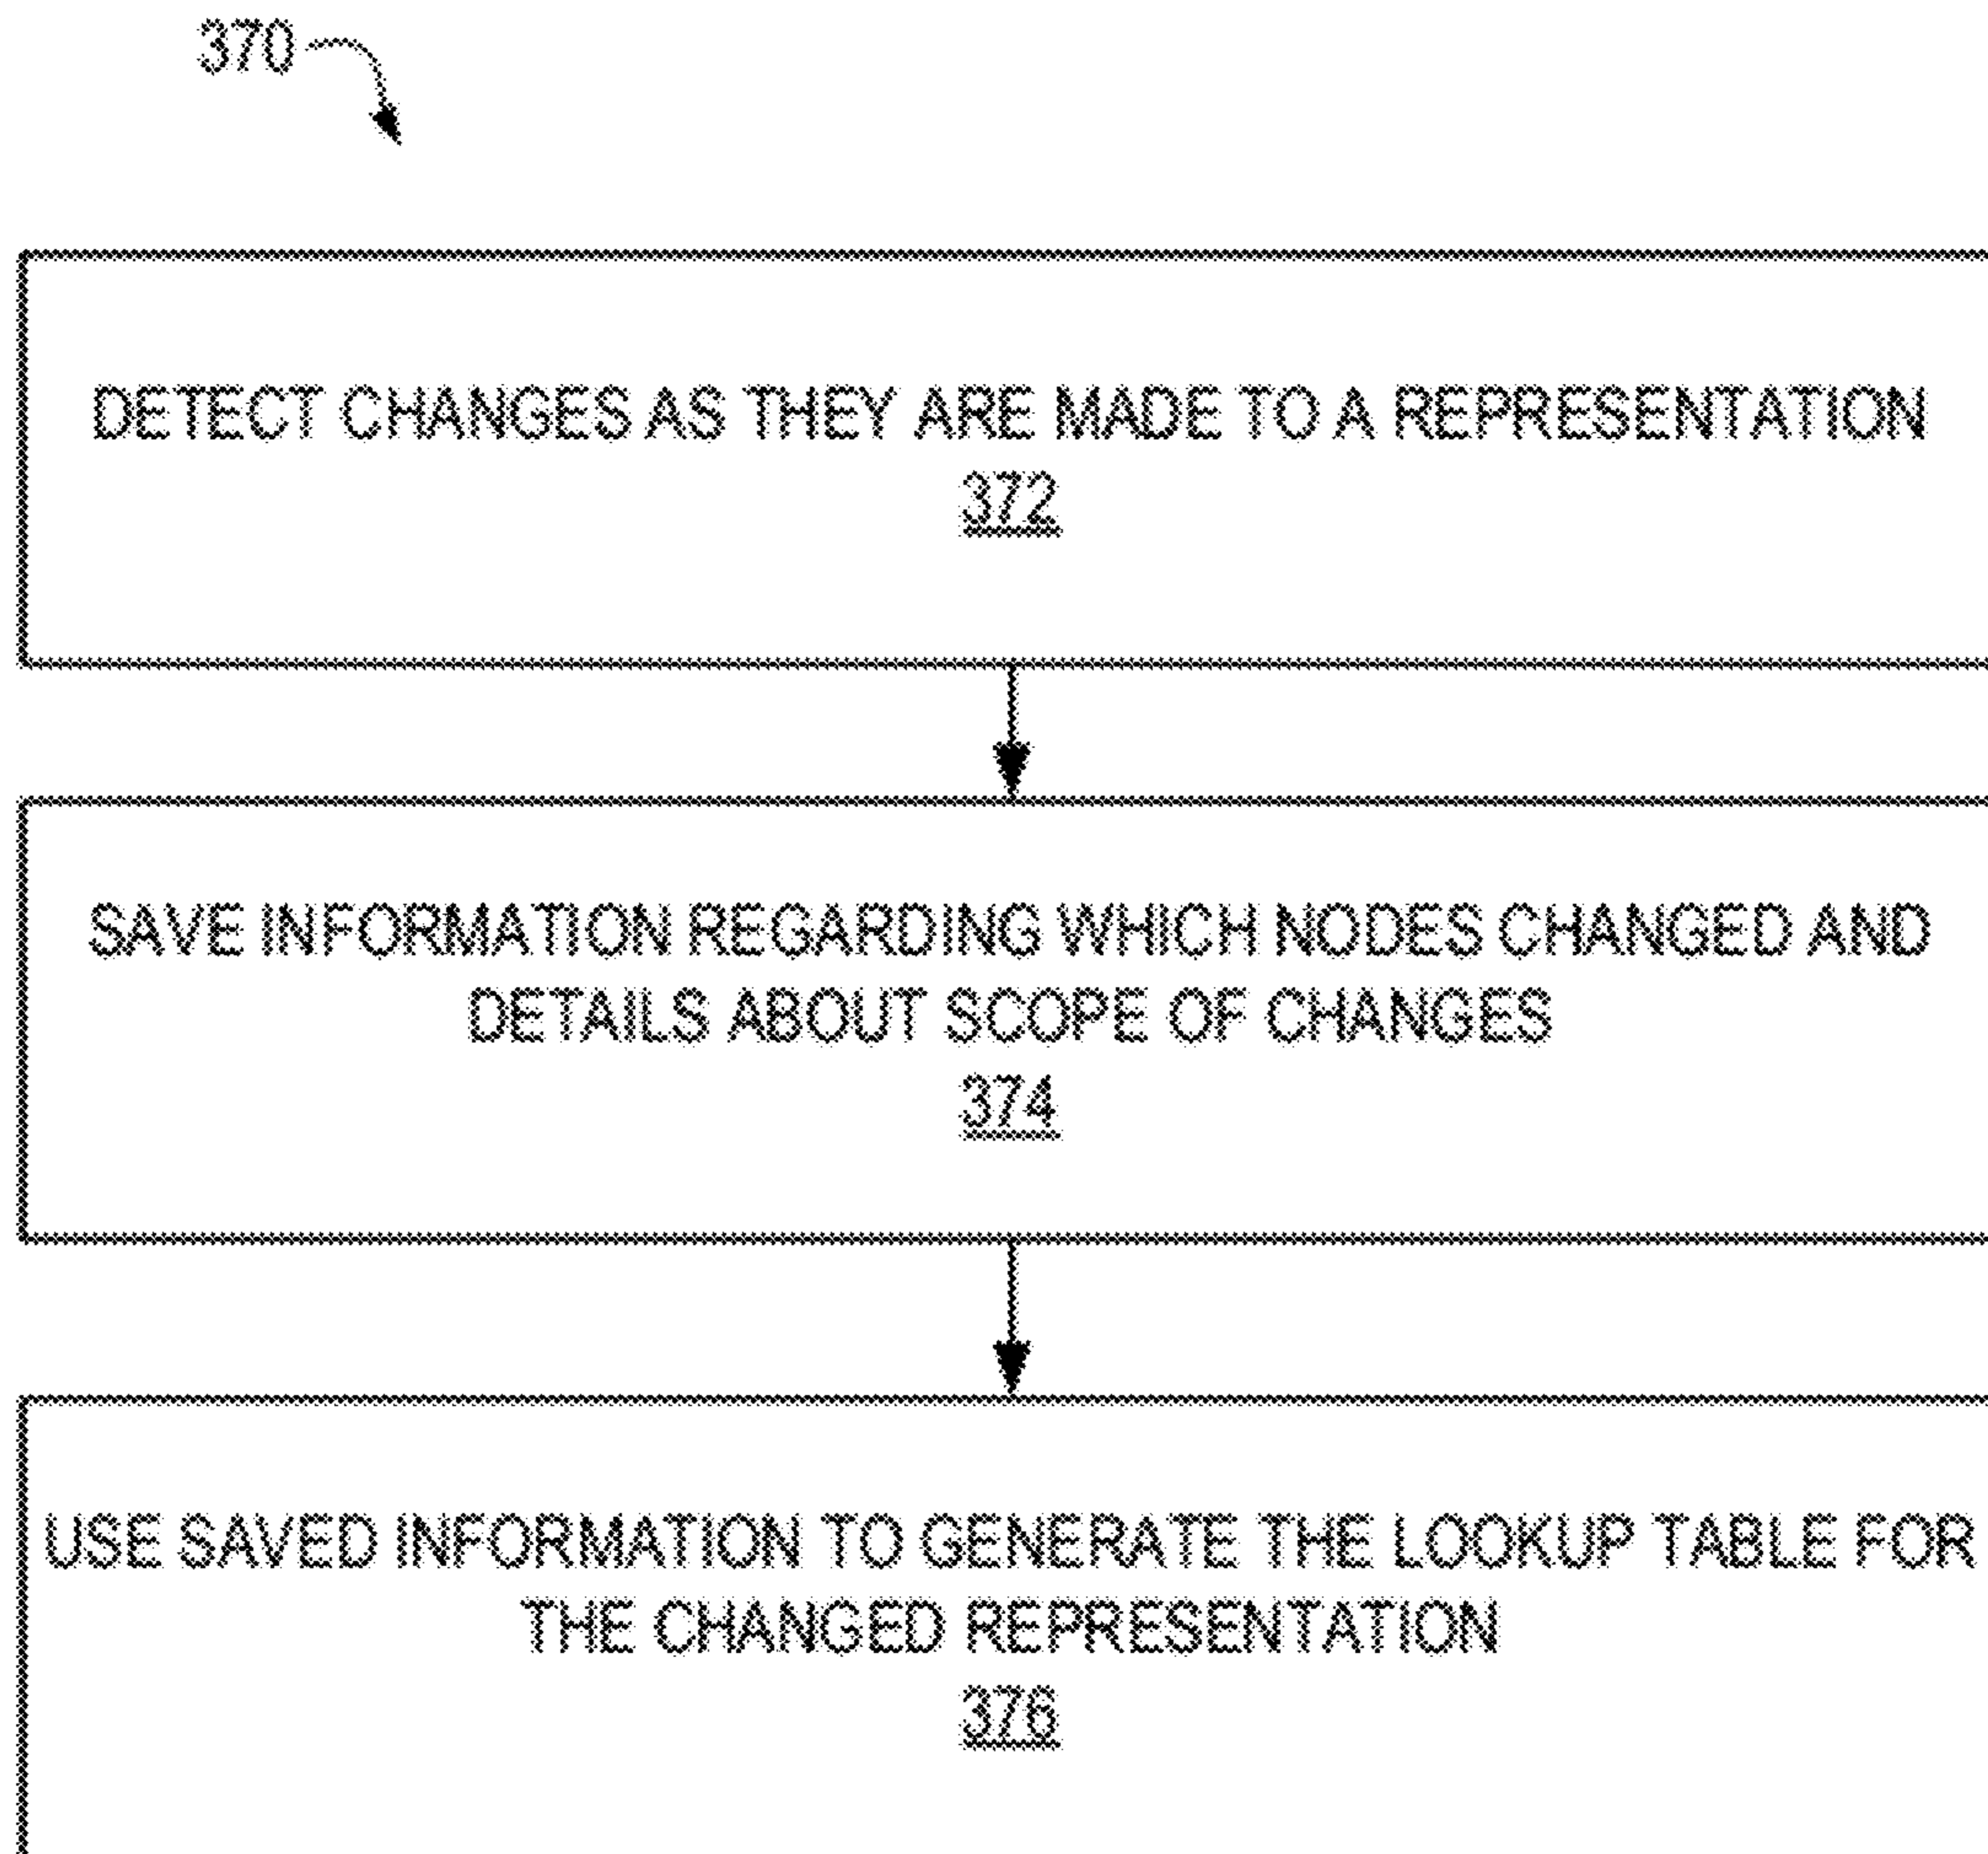 370
DETECT CHANGES AS THEY ARE MADE TO A REPRESENTATION
372
SAVE INFORMATION REGARDING WHICH NODES CHANGED AND
DETAILS ABOUT SCOPE OF CHANGES
374
USE SAVED INFORMATION TO GENERATE THE LOOKUP TABLE FOR
THE CHANGED REPRESENTATION
376